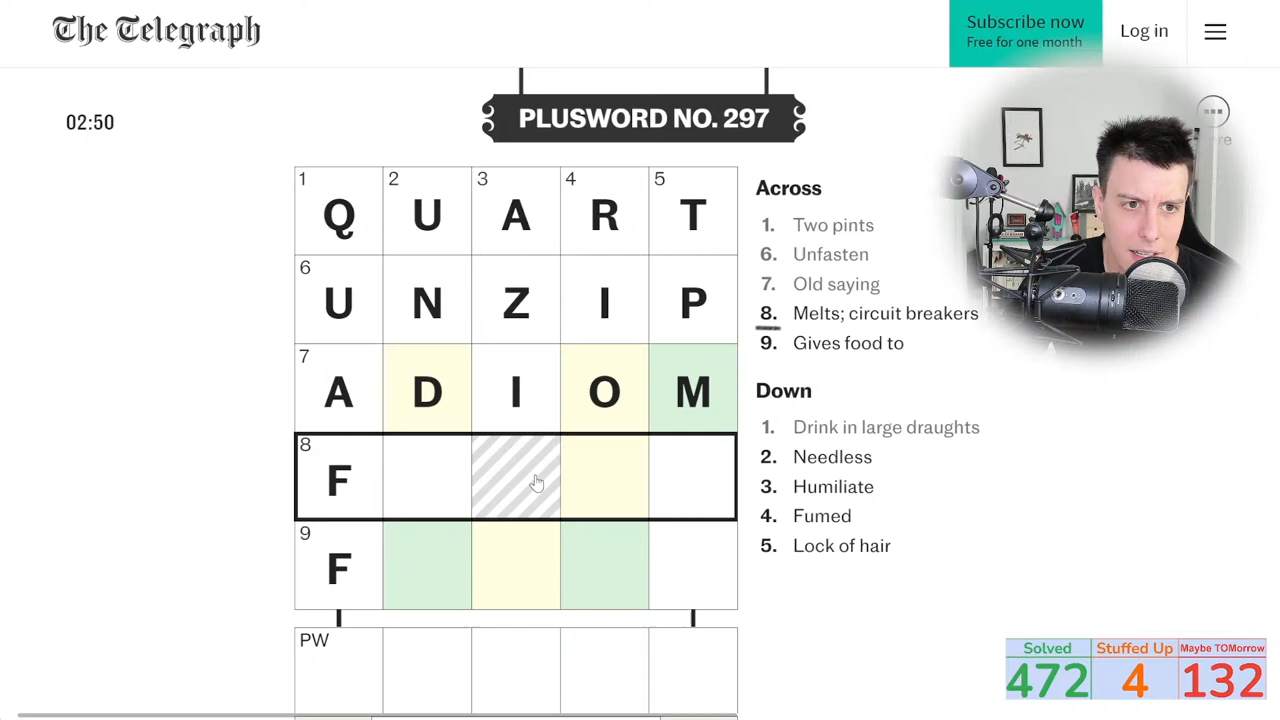 The Telegraph
Subscribe now
Free for one month
Log in
02:50
PLUSWORD NO. 297
1 Q 2 U 3 A 4 R 5 T
6 U N Z I P
7 A D I O M
8 F
9 F
PW
Across
1. Two pints
6. Unfasten
7. Old saying
8. Melts; circuit breakers
9. Gives food to
Down
1. Drink in large draughts
2. Needless
3. Humiliate
4. Fumed
5. Lock of hair
Solved
472
Stuffed Up
4
Maybe TOMorrow
132